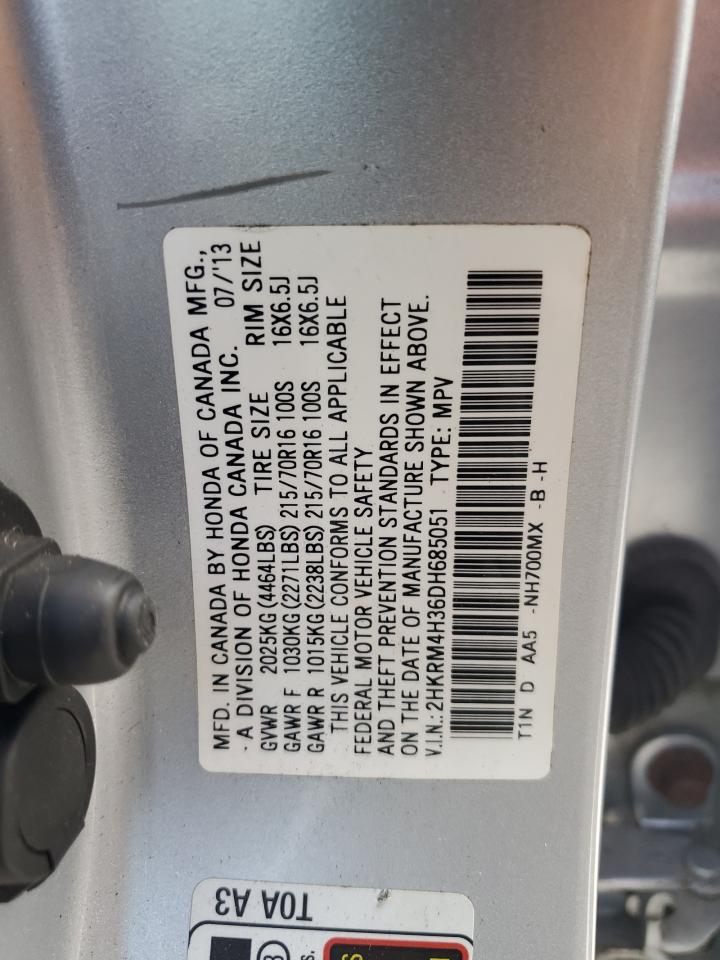 MFD. IN CANADA BY HONDA OF CANADA MFG.,
- A DIVISION OF HONDA CANADA INC. 07/'13
GVWR 2025KG(4464LBS) TIRE SIZE RIM SIZE
GAWR F 1030KG(2271LBS) 215/70R16 100S 16X6.5J
GAWR R 1015KG(2238LBS) 215/70R16 100S 16X6.5J
THIS VEHICLE CONFORMS TO ALL APPLICABLE
FEDERAL MOTOR VEHICLE SAFETY
AND THEFT PREVENTION STANDARDS IN EFFECT
ON THE DATE OF MANUFACTURE SHOWN ABOVE.
V.I.N.: 2HKRM4H36DH685051 TYPE: MPV
T1N D AA5 -NH700MX -B -H
T0A A3